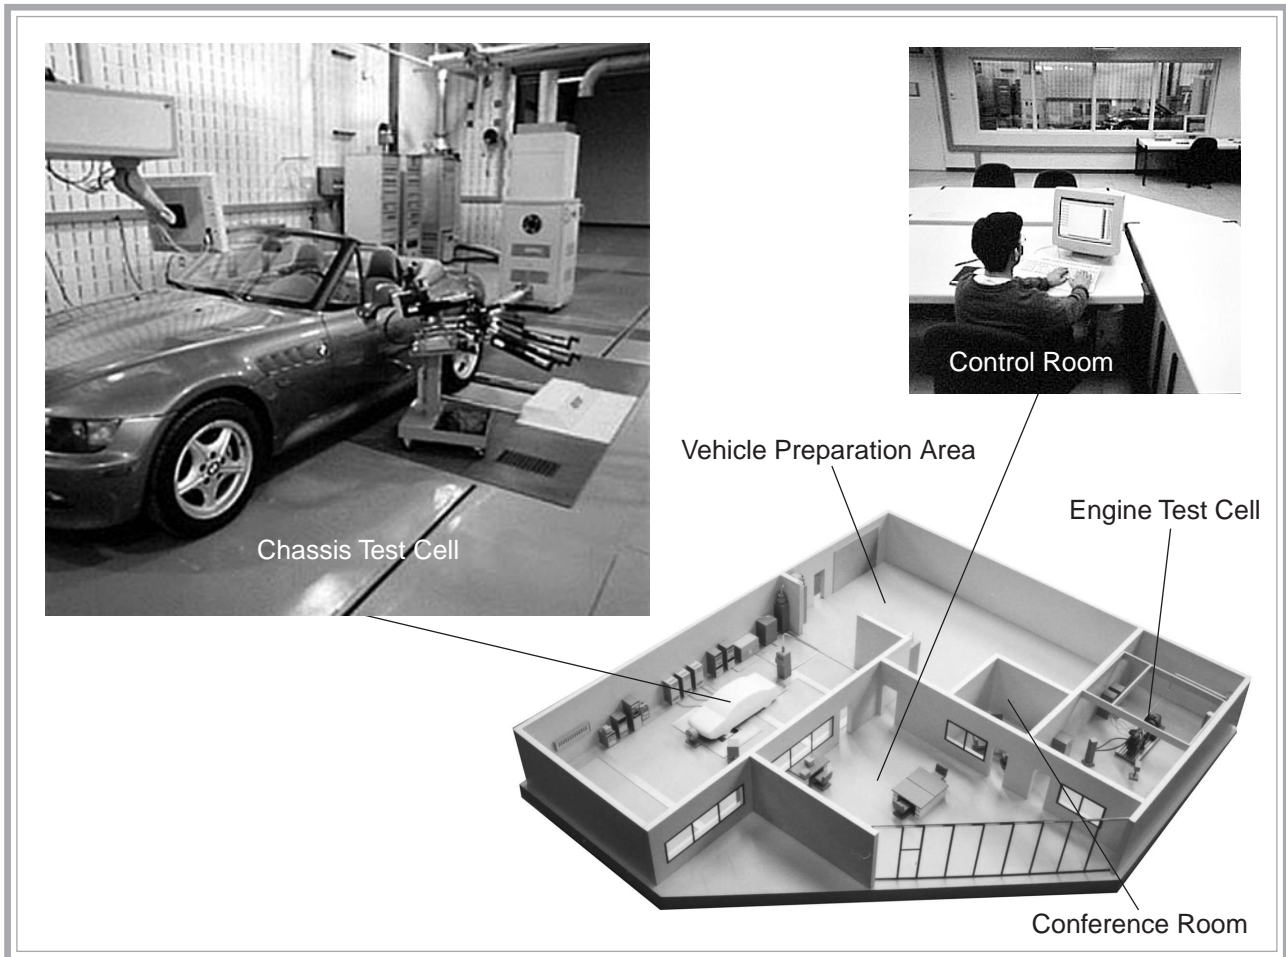 Control Room
Vehicle Preparation Area
Engine Test Cell
Chassis Test Cell
Conference Room